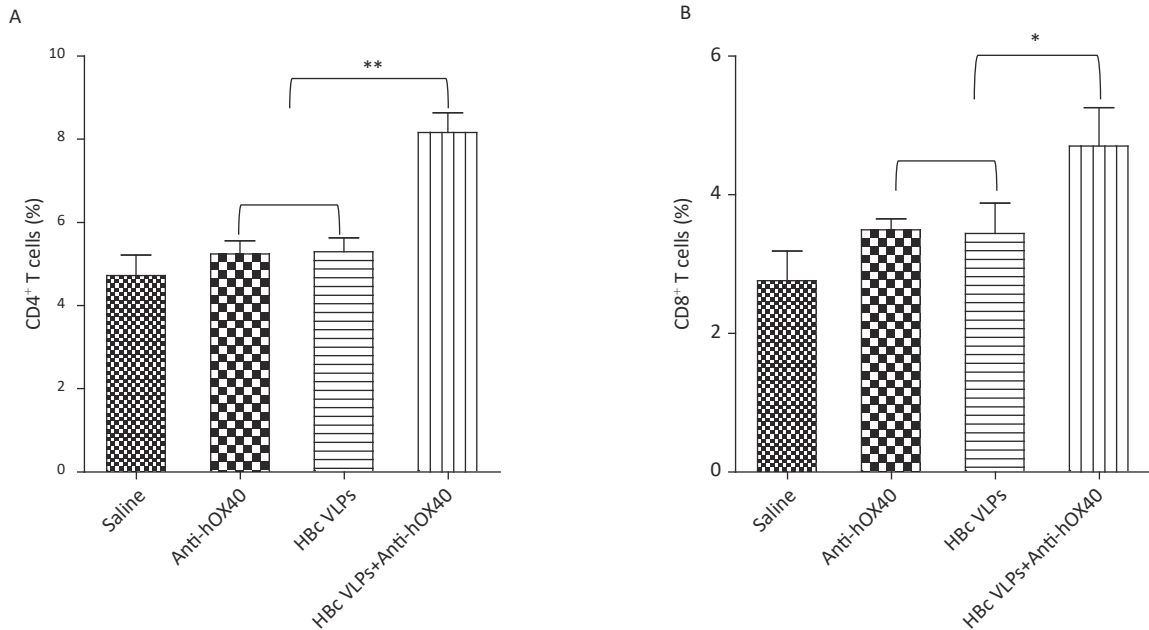 A
CD4+ T cells (%)
10
8
6
4
2
0
**
Saline
Anti-hOX40
HBc VLPs
HBc VLPs+Anti-hOX40
B
CD8+ T cells (%)
6
4
2
0
*
Saline
Anti-hOX40
HBc VLPs
HBc VLPs+Anti-hOX40